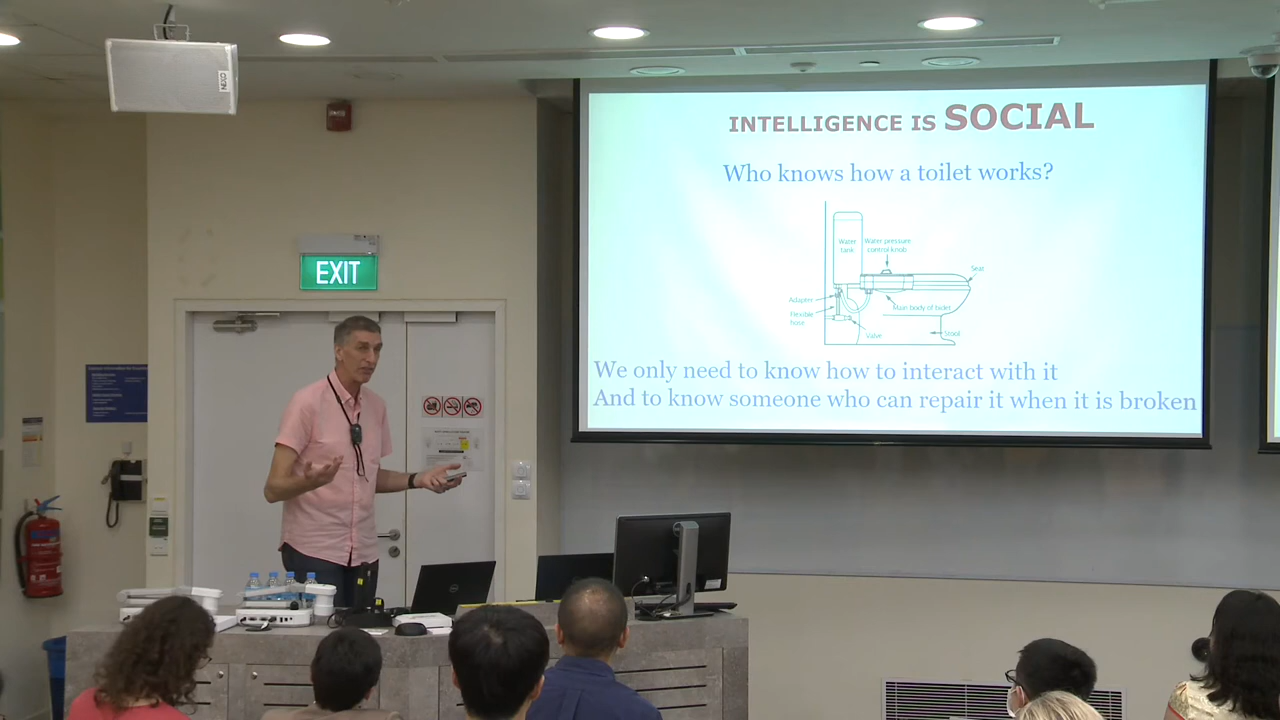 NEXO
INTELLIGENCE IS SOCIAL
Who knows how a toilet works?
Water
tank
Water pressure
control knob
Seat
Adapter
Flexible
hose
Main body of bidet
Valve
Stool
We only need to know how to interact with it
And to know someone who can repair it when it is broken
EXIT
DELL